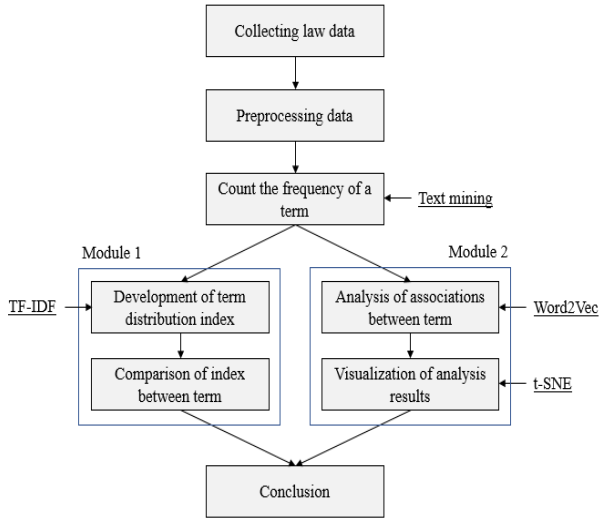 Collecting law data
Preprocessing data
Count the frequency of a
term
Text mining
Module 1
Module 2
TF-IDF
Development of term
distribution index
Analysis of associations
between term
Word2Vec
Comparison of index
between term
Visualization of analysis
results
t-SNE
Conclusion